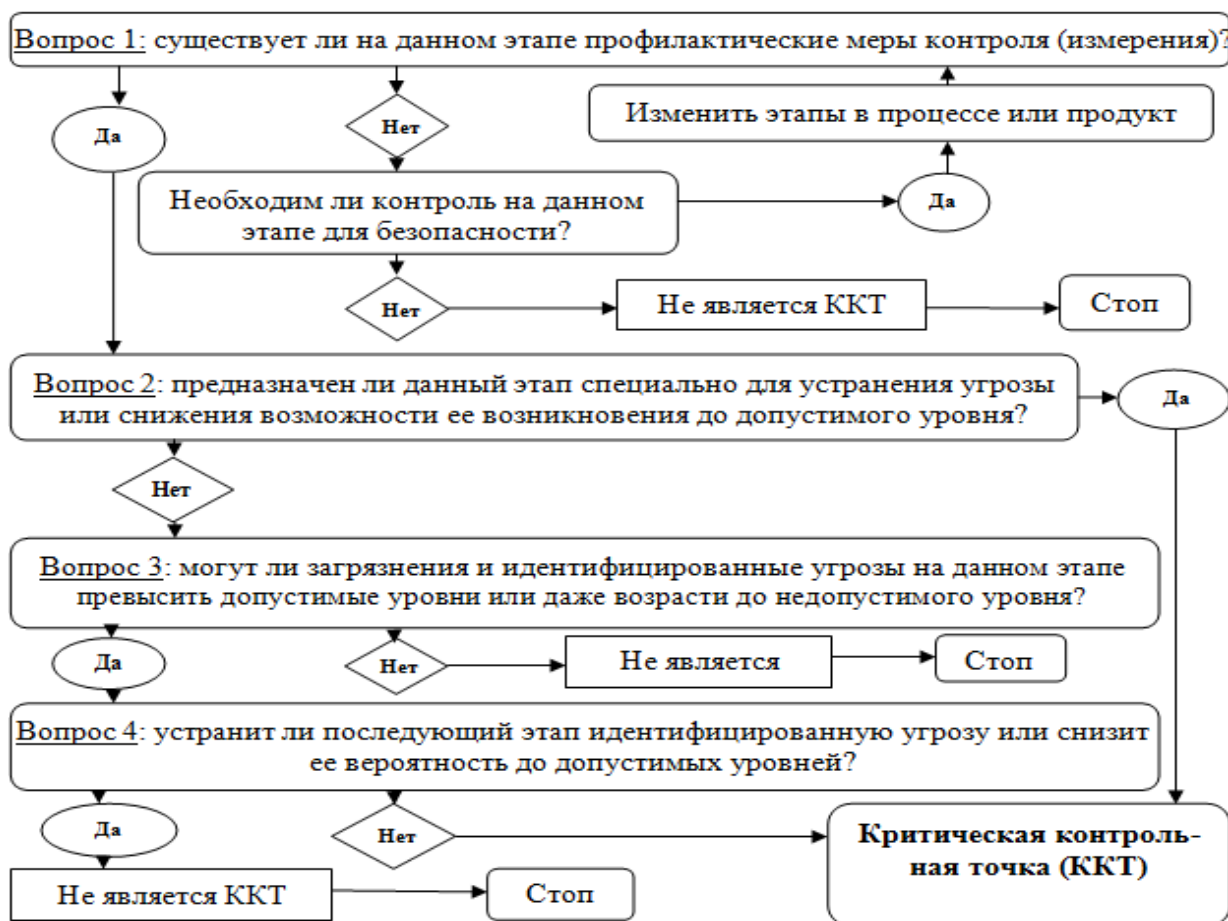 Вопрос 1: существует ли на данном этапе профилактические меры контроля (измерения)?
Да
Нет
Изменить этапы в процессе или продукт
Необходим ли контроль на данном
этапе для безопасности?
Да
Нет
Не является ККТ
Стоп
Вопрос 2: предназначен ли данный этап специально для устранения угрозы
или снижения возможности ее возникновения до допустимого уровня?
Да
Нет
Вопрос 3: могут ли загрязнения и идентифицированные угрозы на данном этапе
превысить допустимые уровни или даже возрасти до недопустимого уровня?
Да
Нет
Не является
Стоп
Вопрос 4: устранит ли последующий этап идентифицированную угрозу или снизит
ее вероятность до допустимых уровней?
Да
Нет
Критическая контроль-
ная точка (ККТ)
Не является ККТ
Стоп